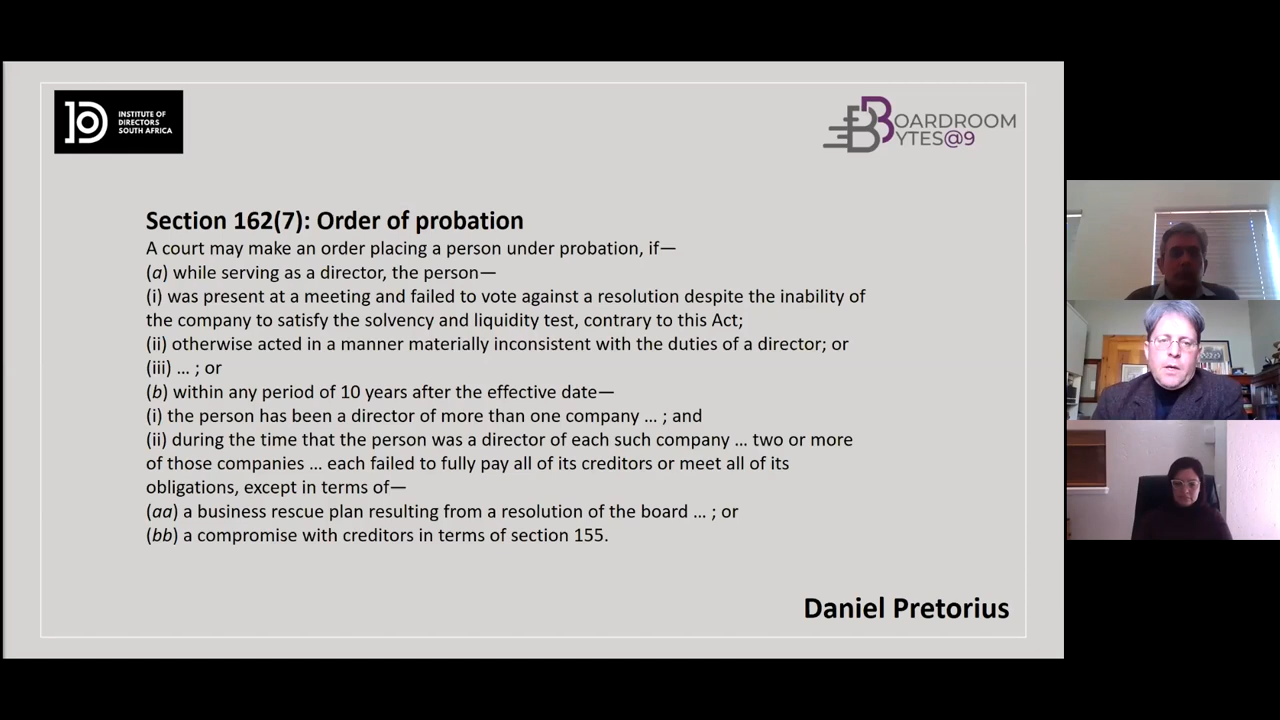 INSTITUTE OF
DIRECTORS
SOUTH AFRICA
BOARDROOM
BYTES@9
Section 162(7): Order of probation
A court may make an order placing a person under probation, if—
(a) while serving as a director, the person—
(i) was present at a meeting and failed to vote against a resolution despite the inability of
the company to satisfy the solvency and liquidity test, contrary to this Act;
(ii) otherwise acted in a manner materially inconsistent with the duties of a director; or
(iii) … ; or
(b) within any period of 10 years after the effective date—
(i) the person has been a director of more than one company … ; and
(ii) during the time that the person was a director of each such company … two or more
of those companies … each failed to fully pay all of its creditors or meet all of its
obligations, except in terms of—
(aa) a business rescue plan resulting from a resolution of the board … ; or
(bb) a compromise with creditors in terms of section 155.
Daniel Pretorius